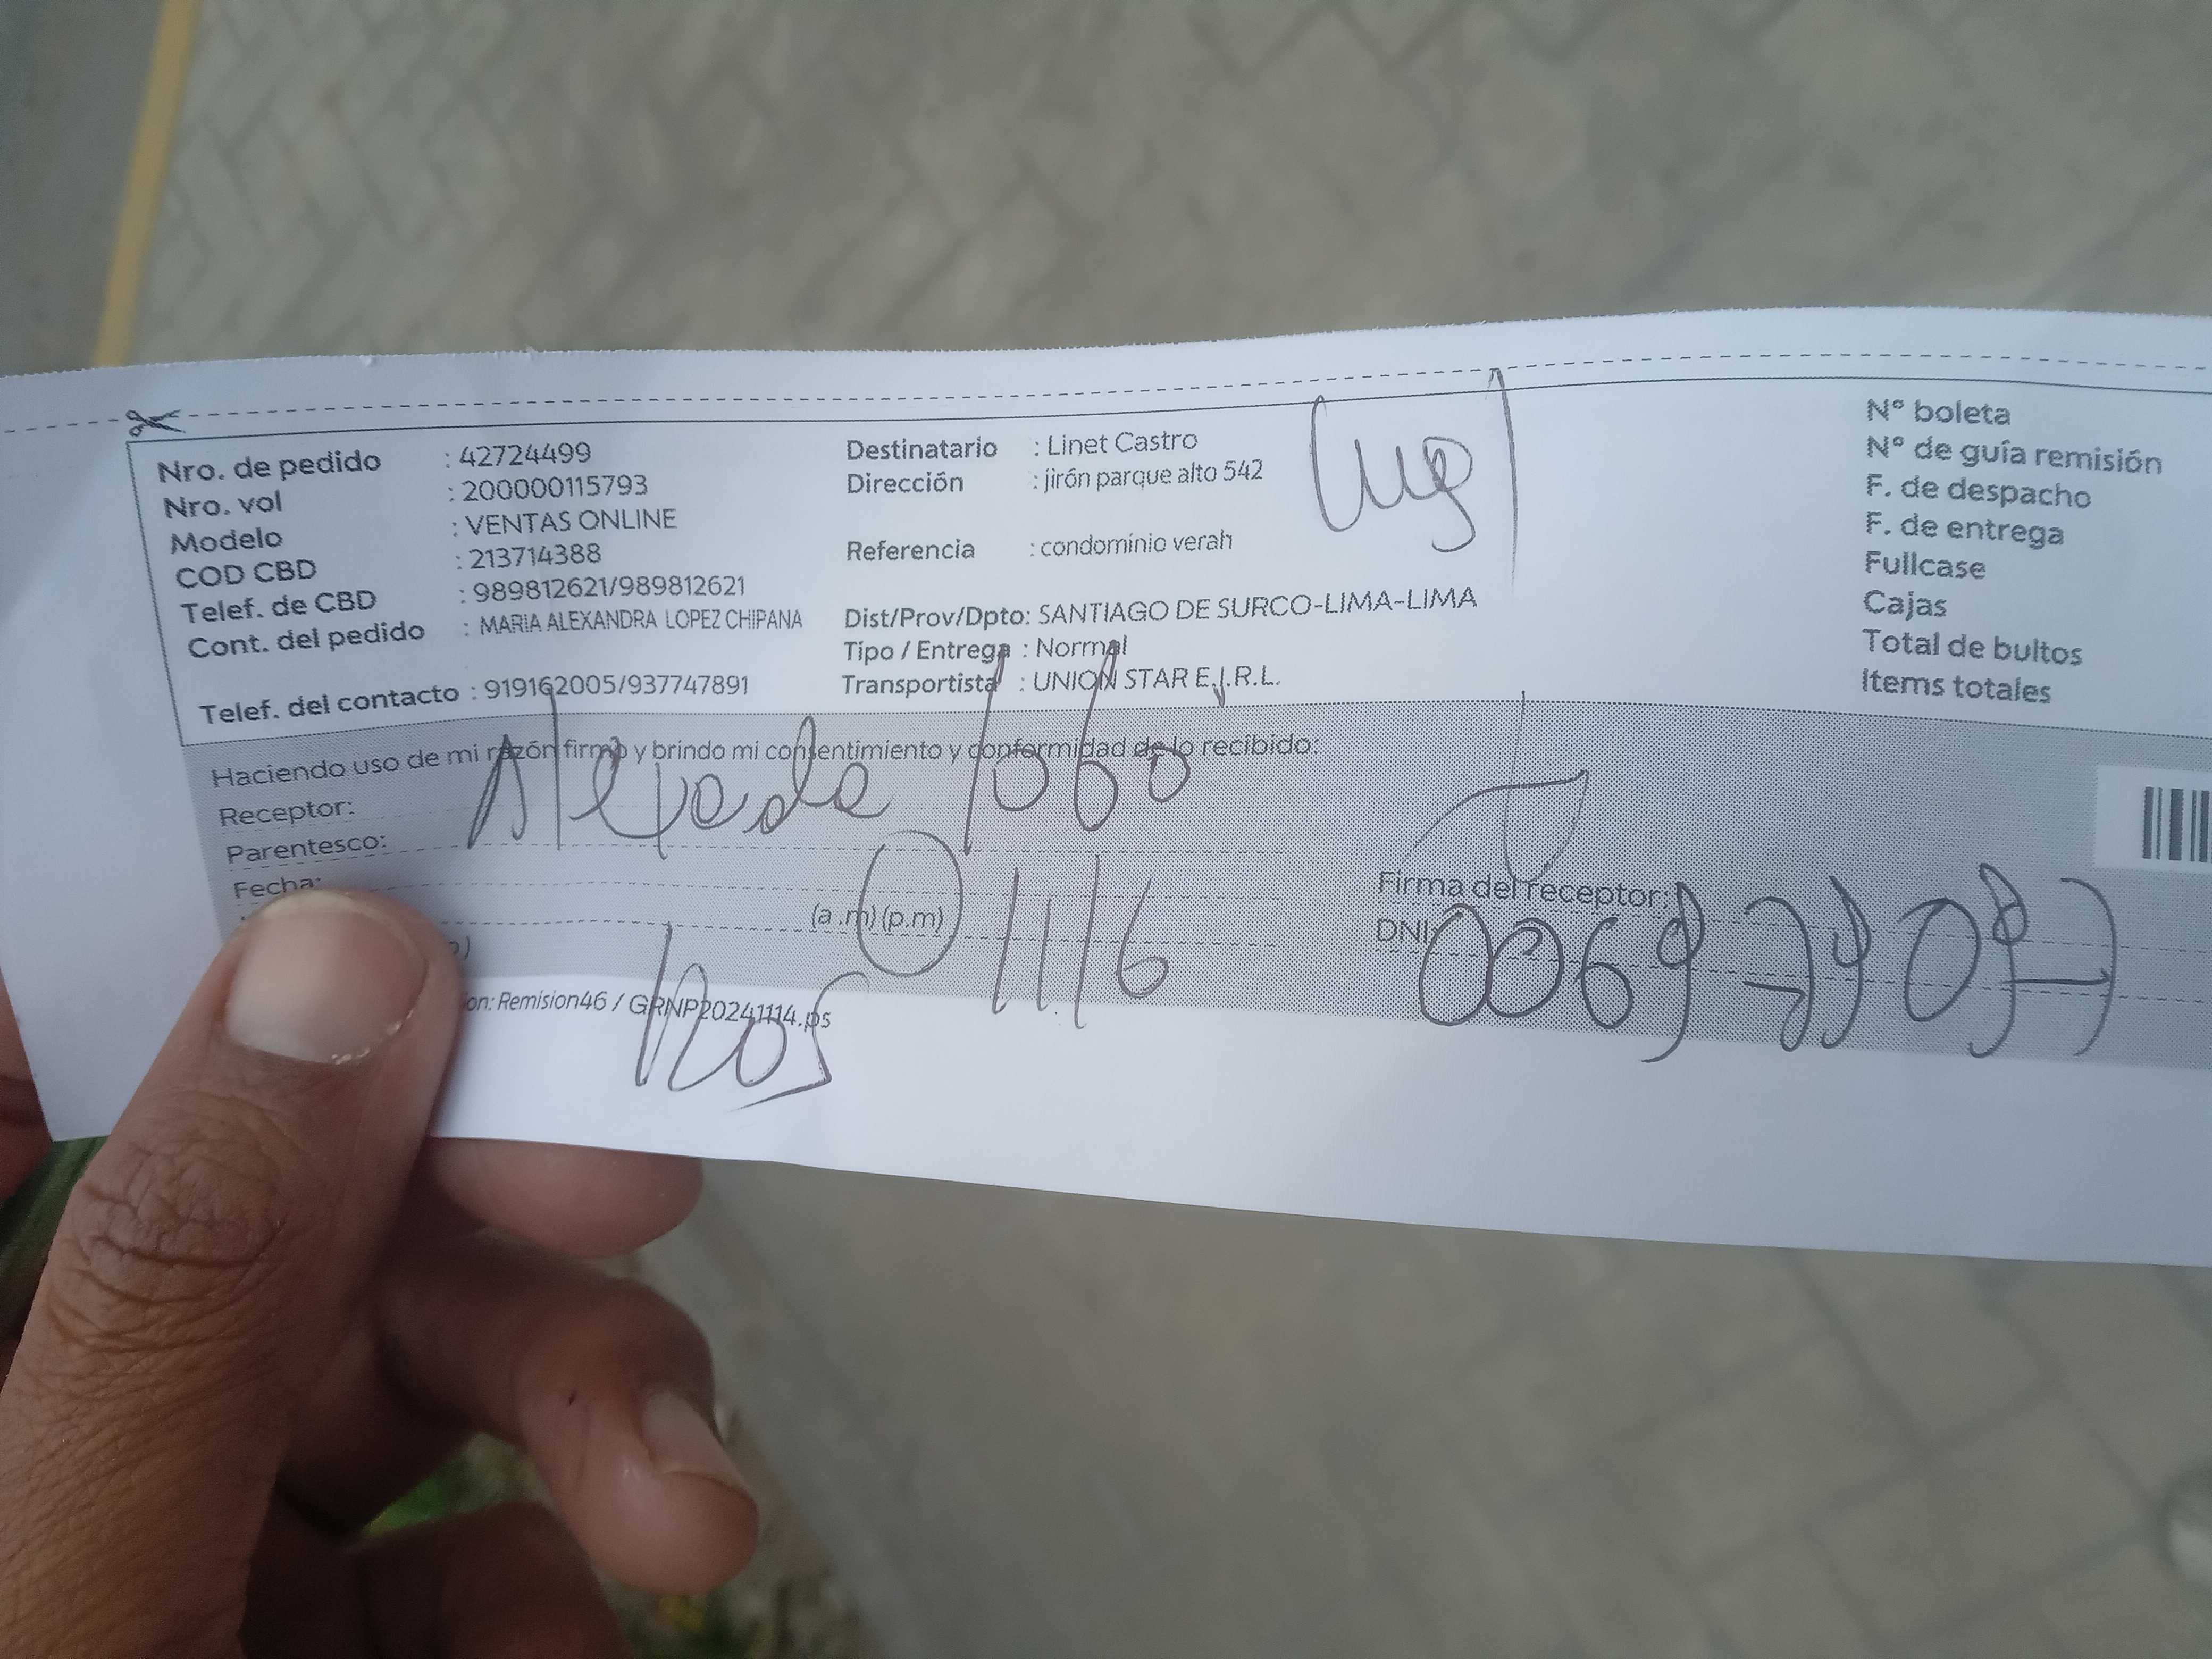 Nro. de pedido : 42724499
Nro. vol : 200000115793
Modelo : VENTAS ONLINE
COD CBD : 213714388
Telef. de CBD : 989812621/989812621
Cont. del pedido : MARIA ALEXANDRA LOPEZ CHIPANA
Telef. del contacto : 919162005/937747891
Destinatario : Linet Castro
Dirección : jirón parque alto 542
Referencia : condominio verah
Dist/Prov/Dpto: SANTIAGO DE SURCO-LIMA-LIMA
Tipo / Entrega : Normal
Transportista : UNION STAR E.I.R.L.
N° boleta
N° de guía remisión
F. de despacho
F. de entrega
Fullcase
Cajas
Total de bultos
Items totales
Haciendo uso de mi razón firmo y brindo mi consentimiento y conformidad de lo recibido.
Receptor:
Parentesco:
Fecha:
(a.m) (p.m)
1116
Firma del receptor:
DNI:
ion: Remision46 / GRNP20241114.ps